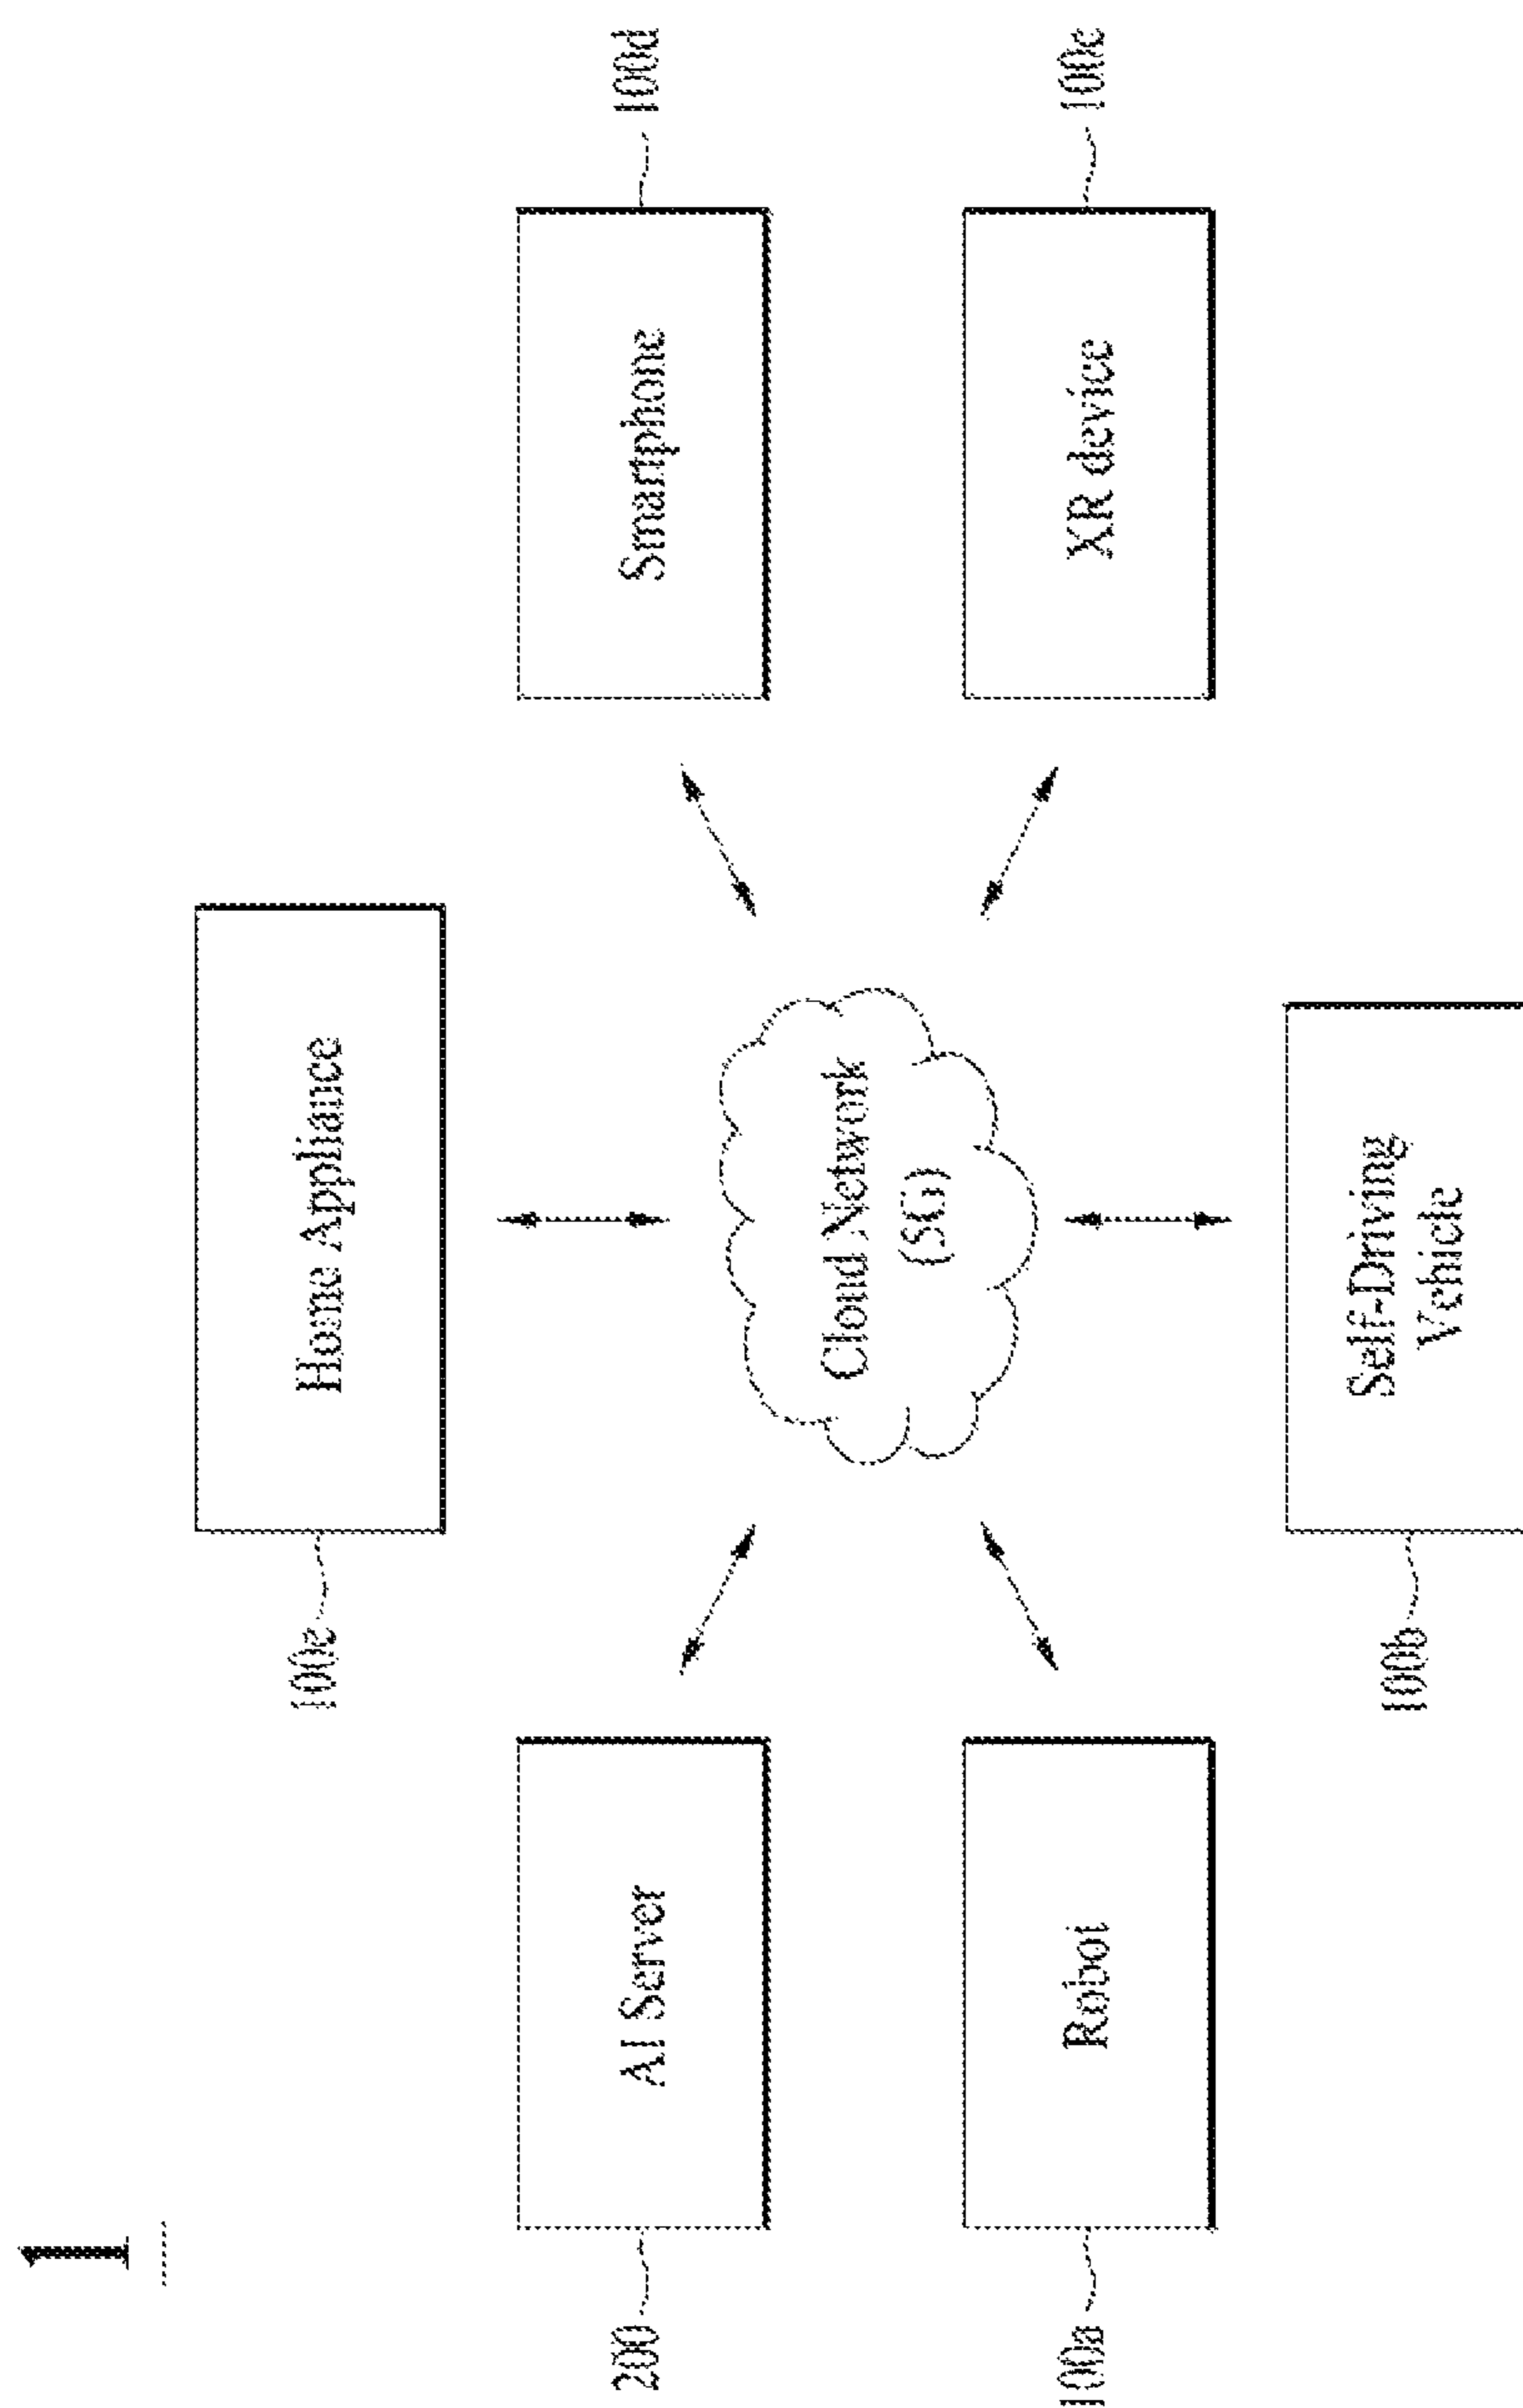 1
100e
Home Appliance
200
AI Server
Smartphone
100d
Cloud Network
(5G)
100a
Robot
XR device
100c
100b
Self-Driving
Vehicle